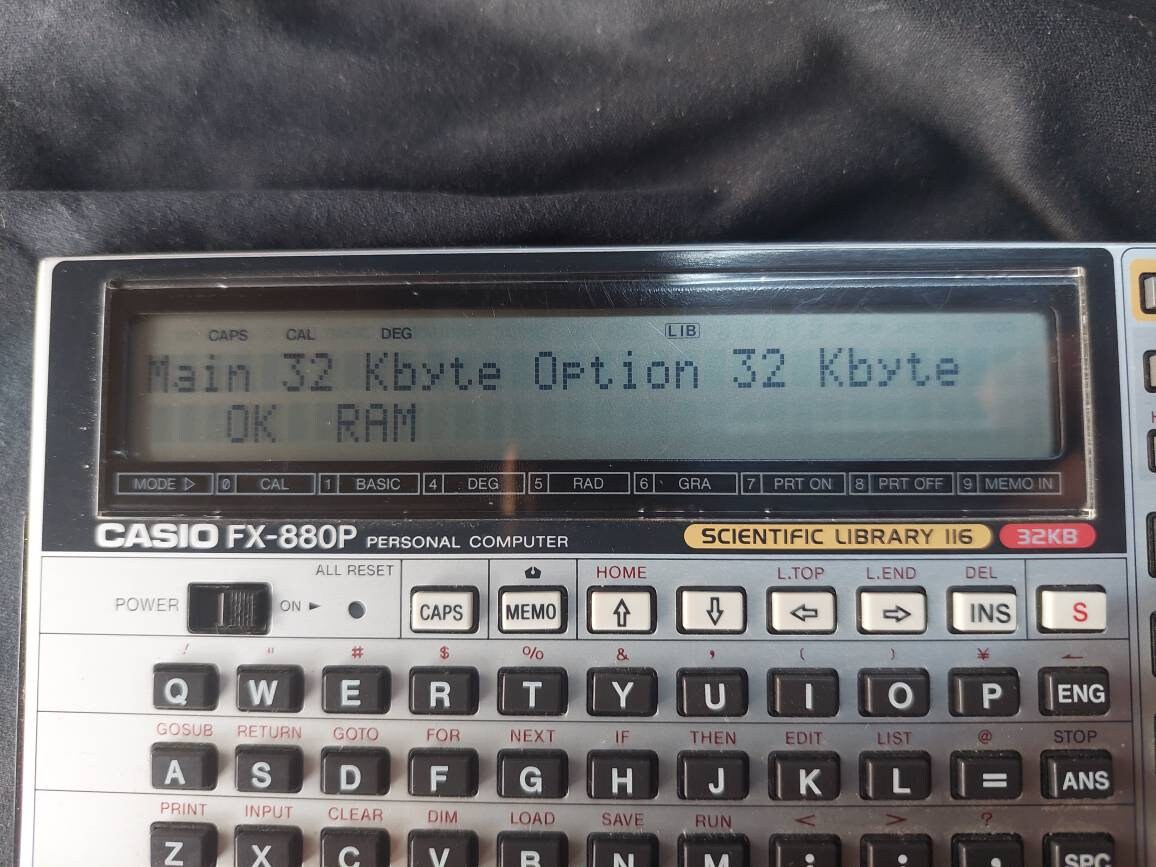 CAPS CAL DEG LIB
Main 32 Kbyte Option 32 Kbyte
OK RAM
MODE ▷ 0 CAL 1 BASIC 4 DEG 5 RAD 6 GRA 7 PRT ON 8 PRT OFF 9 MEMO IN
CASIO FX-880P PERSONAL COMPUTER SCIENTIFIC LIBRARY 116 32KB
ALL RESET HOME L.TOP L.END DEL
POWER ON ► CAPS MEMO ⇧ ⇩ ⇦ ⇨ INS S
! " # $ % & ' ( ) ¥
Q W E R T Y U I O P ENG
GOSUB RETURN GOTO FOR NEXT IF THEN EDIT LIST @ STOP
A S D F G H J K L = ANS
PRINT INPUT CLEAR DIM LOAD SAVE RUN < > ?
Z X C V B N M SPC